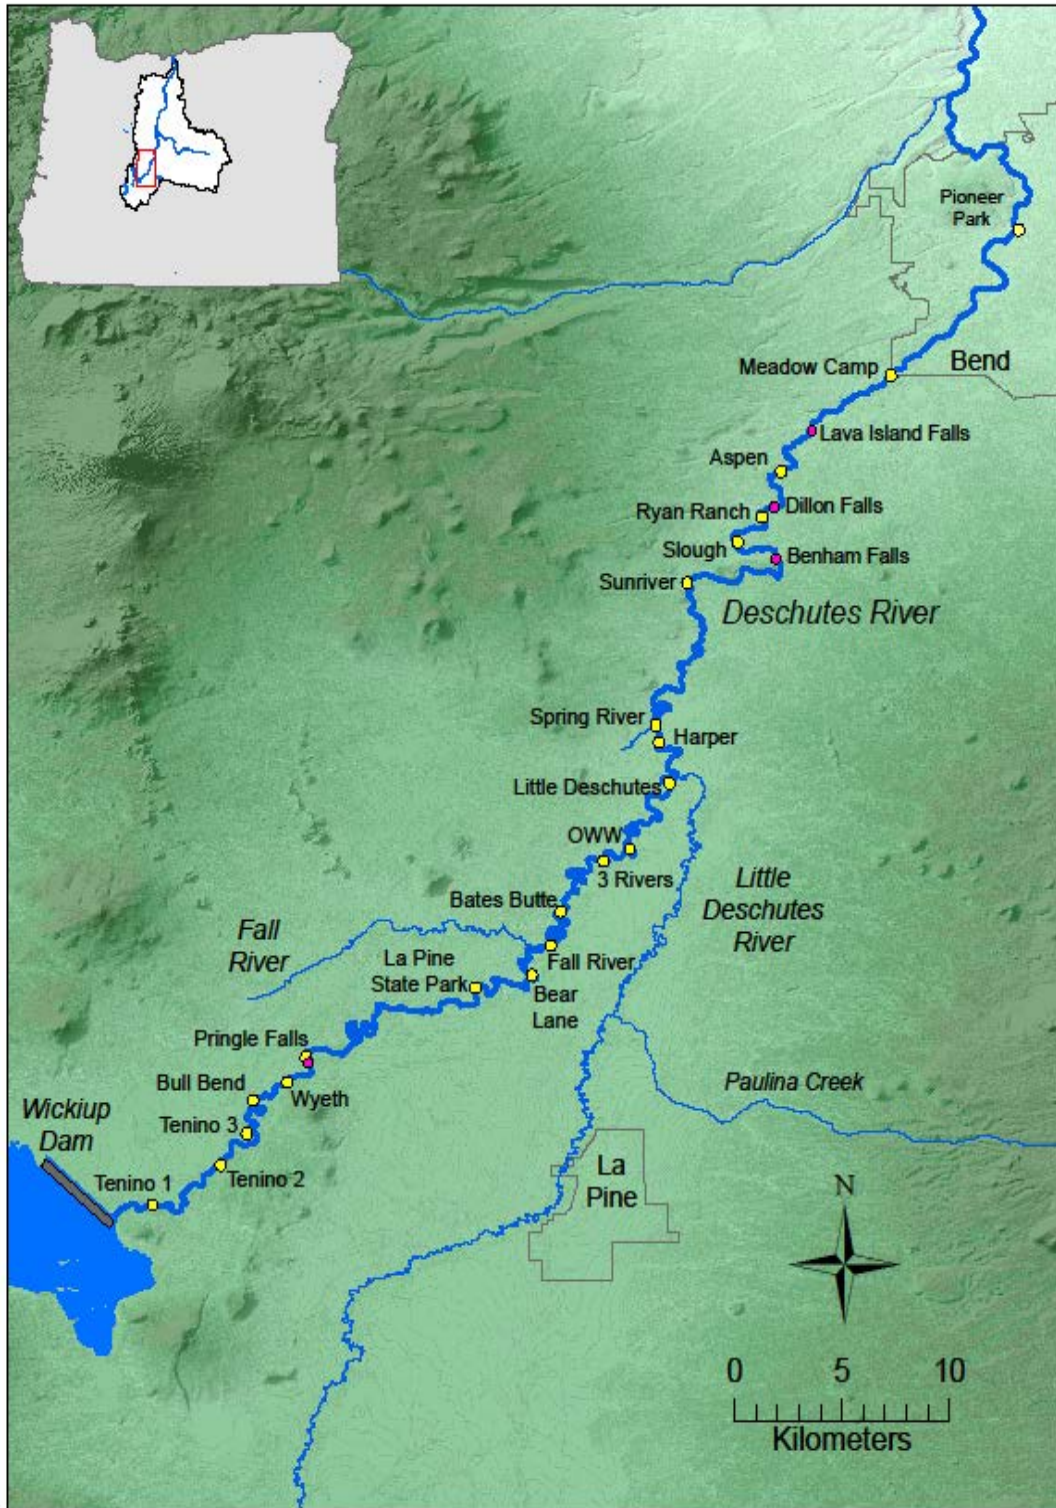 Pioneer
Park
Meadow Camp
Bend
Lava Island Falls
Aspen
Dillon Falls
Ryan Ranch
Slough
Benham Falls
Sunriver
Deschutes River
Spring River
Harper
Little Deschutes
OWW
3 Rivers
Little
Deschutes
River
Bates Butte
Fall
River
Fall River
La Pine
State Park
Bear
Lane
Pringle Falls
Wyeth
Bull Bend
Paulina Creek
Wickiup
Dam
Tenino 3
Tenino 2
Tenino 1
La
Pine
N
0 5 10
Kilometers